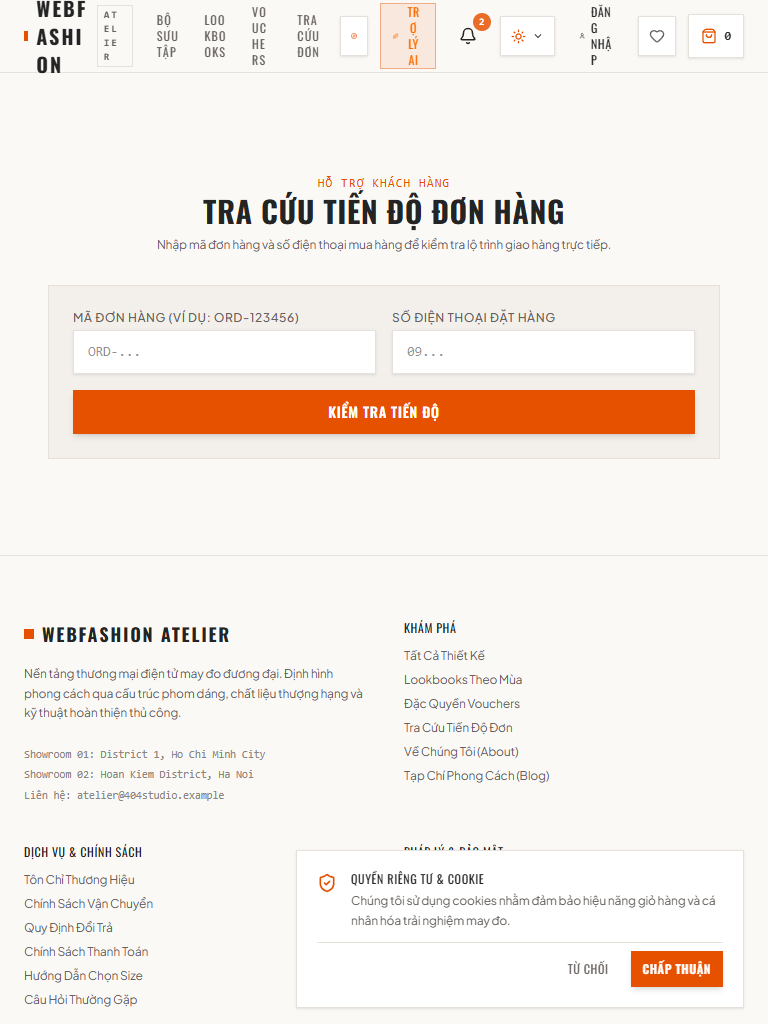 WEBF
ASHI
ON
AT
EL
IE
R
BỘ
SƯU
TẬP
LOO
KBO
OKS
VO
UC
HE
RS
TRA
CỨU
ĐƠN
TR
Ợ
LÝ
AI
2
ĐĂN
G
NHẬ
P
0
HỖ TRỢ KHÁCH HÀNG
TRA CỨU TIẾN ĐỘ ĐƠN HÀNG
Nhập mã đơn hàng và số điện thoại mua hàng để kiểm tra lộ trình giao hàng trực tiếp.
MÃ ĐƠN HÀNG (VÍ DỤ: ORD-123456)
SỐ ĐIỆN THOẠI ĐẶT HÀNG
ORD-...
09...
KIỂM TRA TIẾN ĐỘ
WEBFASHION ATELIER
Nền tảng thương mại điện tử may đo đương đại. Định hình
phong cách qua cấu trúc phom dáng, chất liệu thượng hạng và
kỹ thuật hoàn thiện thủ công.
Showroom 01: District 1, Ho Chi Minh City
Showroom 02: Hoan Kiem District, Ha Noi
Liên hệ: atelier@404studio.example
KHÁM PHÁ
Tất Cả Thiết Kế
Lookbooks Theo Mùa
Đặc Quyền Vouchers
Tra Cứu Tiến Độ Đơn
Về Chúng Tôi (About)
Tạp Chí Phong Cách (Blog)
DỊCH VỤ & CHÍNH SÁCH
Tôn Chỉ Thương Hiệu
Chính Sách Vận Chuyển
Quy Định Đổi Trả
Chính Sách Thanh Toán
Hướng Dẫn Chọn Size
Câu Hỏi Thường Gặp
PHÁP LÝ & BẢO MẬT
QUYỀN RIÊNG TƯ & COOKIE
Chúng tôi sử dụng cookies nhằm đảm bảo hiệu năng giỏ hàng và cá
nhân hóa trải nghiệm may đo.
TỪ CHỐI
CHẤP THUẬN